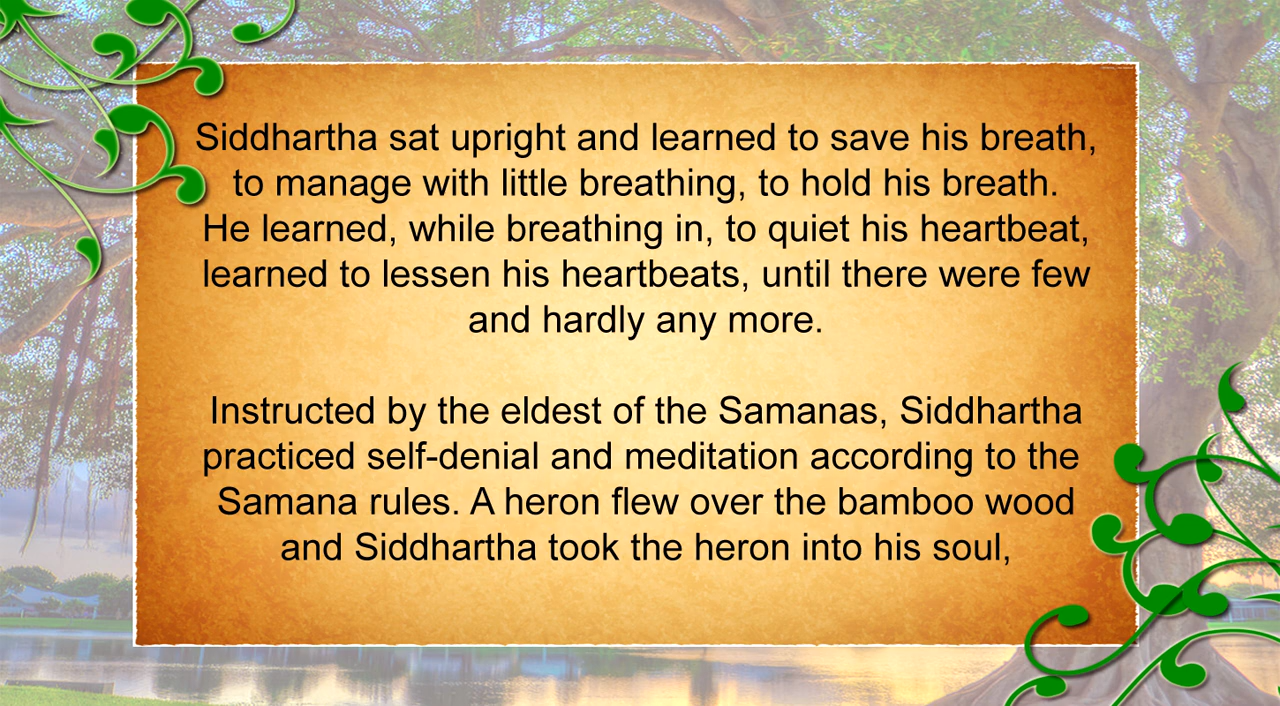 Siddhartha sat upright and learned to save his breath,
to manage with little breathing, to hold his breath.
He learned, while breathing in, to quiet his heartbeat,
learned to lessen his heartbeats, until there were few
and hardly any more.
Instructed by the eldest of the Samanas, Siddhartha
practiced self-denial and meditation according to the
Samana rules. A heron flew over the bamboo wood
and Siddhartha took the heron into his soul,